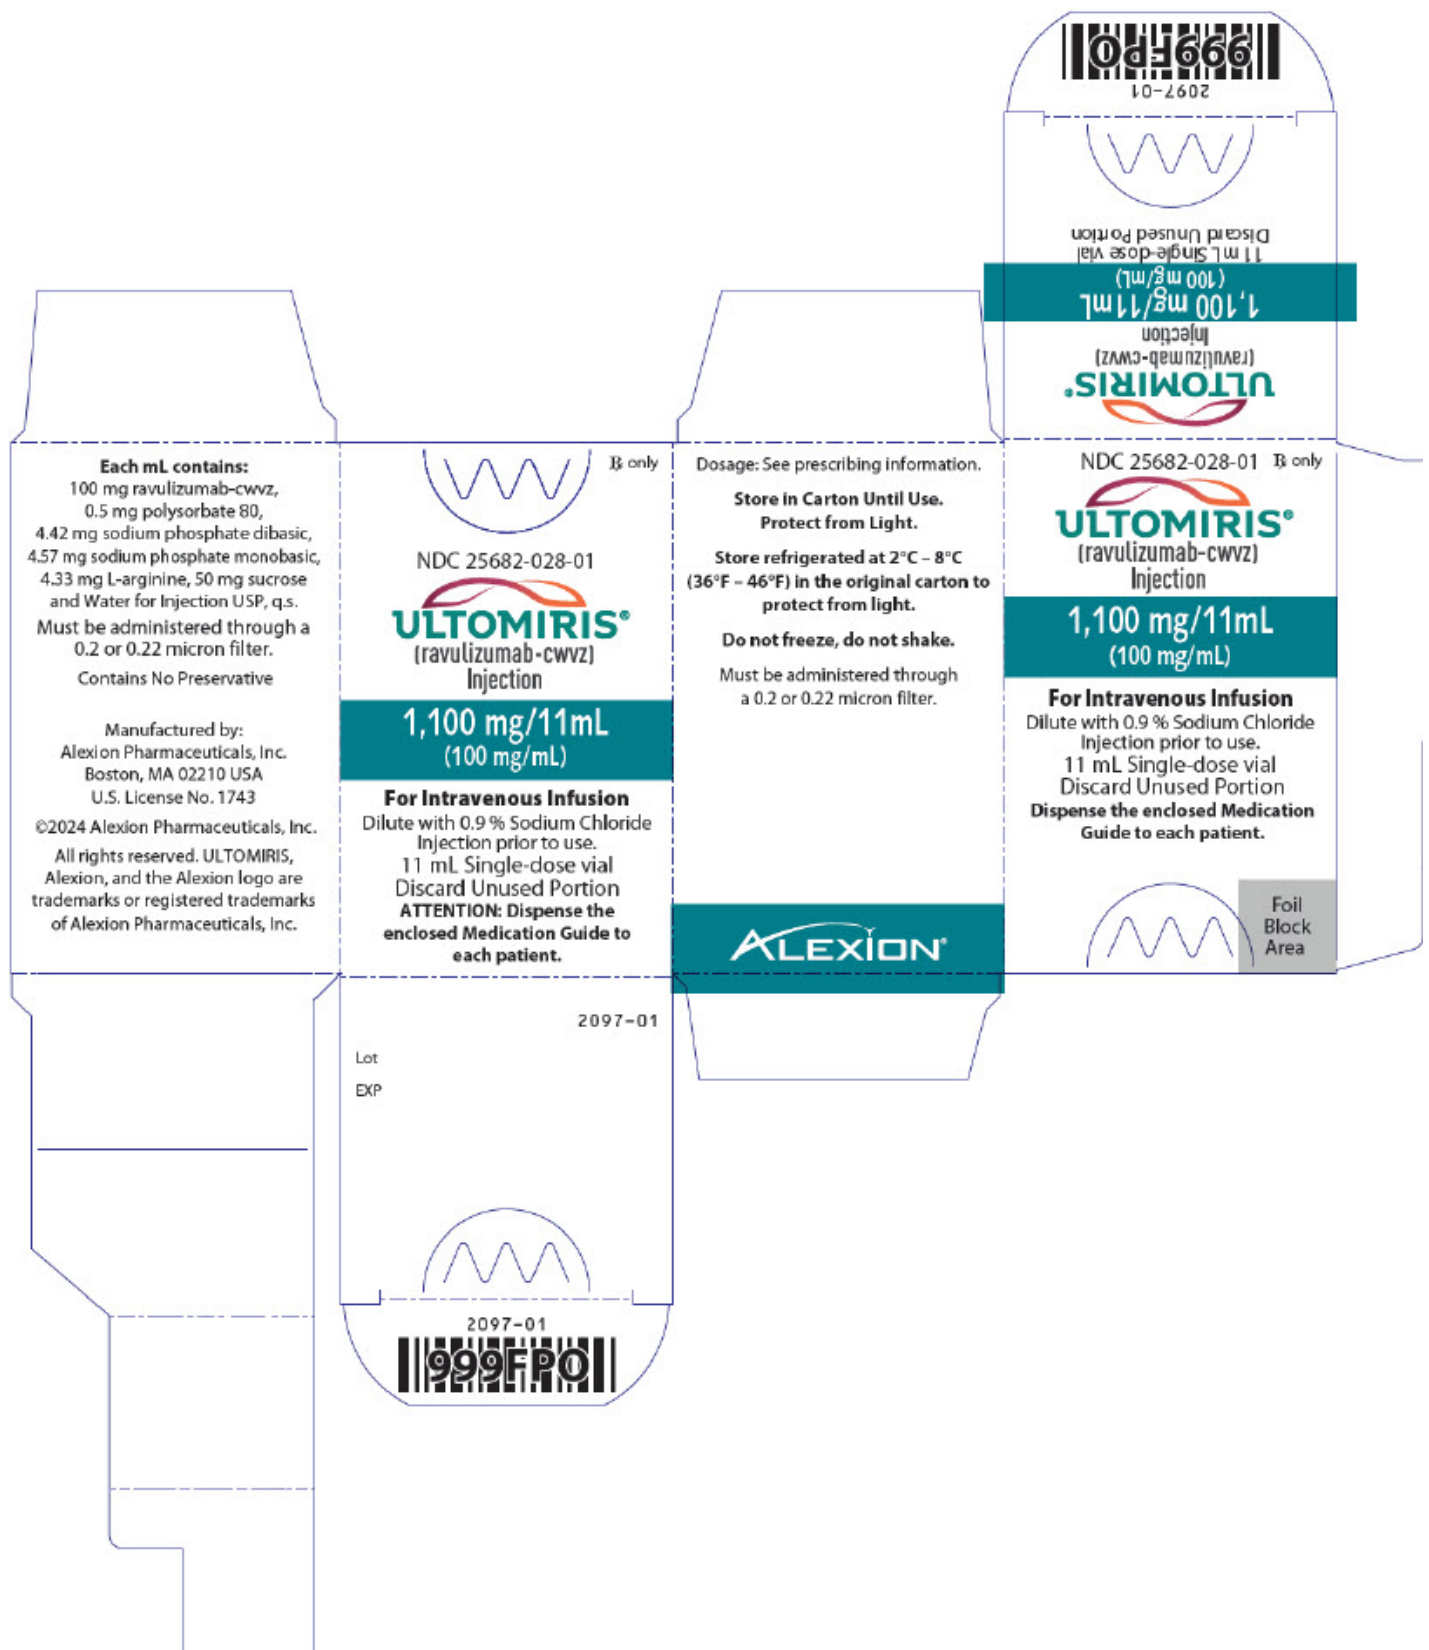 999FPO
2097-01
Discard Unused Portion
11 mL Single-dose vial
(100 mg/mL)
1,100 mg/11mL
Injection
(ravulizumab-cwvz)
ULTOMIRIS®
Each mL contains:
100 mg ravulizumab-cwvz,
0.5 mg polysorbate 80,
4.42 mg sodium phosphate dibasic,
4.57 mg sodium phosphate monobasic,
4.33 mg L-arginine, 50 mg sucrose
and Water for Injection USP, q.s.
Must be administered through a
0.2 or 0.22 micron filter.
Contains No Preservative
Manufactured by:
Alexion Pharmaceuticals, Inc.
Boston, MA 02210 USA
U.S. License No. 1743
©2024 Alexion Pharmaceuticals, Inc.
All rights reserved. ULTOMIRIS,
Alexion, and the Alexion logo are
trademarks or registered trademarks
of Alexion Pharmaceuticals, Inc.
℞ only
NDC 25682-028-01
ULTOMIRIS®
(ravulizumab-cwvz)
Injection
1,100 mg/11mL
(100 mg/mL)
For Intravenous Infusion
Dilute with 0.9 % Sodium Chloride
Injection prior to use.
11 mL Single-dose vial
Discard Unused Portion
ATTENTION: Dispense the
enclosed Medication Guide to
each patient.
2097-01
Lot
EXP
2097-01
999FPO
Dosage: See prescribing information.
Store in Carton Until Use.
Protect from Light.
Store refrigerated at 2°C – 8°C
(36°F – 46°F) in the original carton to
protect from light.
Do not freeze, do not shake.
Must be administered through
a 0.2 or 0.22 micron filter.
ALEXION®
NDC 25682-028-01 ℞ only
ULTOMIRIS®
(ravulizumab-cwvz)
Injection
1,100 mg/11mL
(100 mg/mL)
For Intravenous Infusion
Dilute with 0.9 % Sodium Chloride
Injection prior to use.
11 mL Single-dose vial
Discard Unused Portion
Dispense the enclosed Medication
Guide to each patient.
Foil
Block
Area